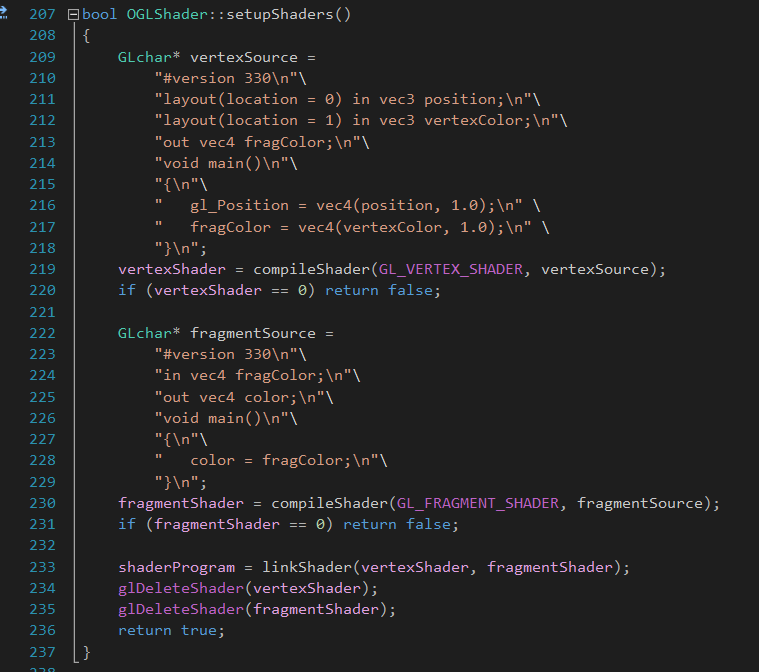 207 bool OGLShader::setupShaders()
208 {
209     GLchar* vertexSource =
210         "#version 330\n"\
211         "layout(location = 0) in vec3 position;\n"\
212         "layout(location = 1) in vec3 vertexColor;\n"\
213         "out vec4 fragColor;\n"\
214         "void main()\n"\
215         "{\n"\
216         "   gl_Position = vec4(position, 1.0);\n" \
217         "   fragColor = vec4(vertexColor, 1.0);\n" \
218         "}\n";
219     vertexShader = compileShader(GL_VERTEX_SHADER, vertexSource);
220     if (vertexShader == 0) return false;
221
222     GLchar* fragmentSource =
223         "#version 330\n"\
224         "in vec4 fragColor;\n"\
225         "out vec4 color;\n"\
226         "void main()\n"\
227         "{\n"\
228         "   color = fragColor;\n"\
229         "}\n";
230     fragmentShader = compileShader(GL_FRAGMENT_SHADER, fragmentSource);
231     if (fragmentShader == 0) return false;
232
233     shaderProgram = linkShader(vertexShader, fragmentShader);
234     glDeleteShader(vertexShader);
235     glDeleteShader(fragmentShader);
236     return true;
237 }